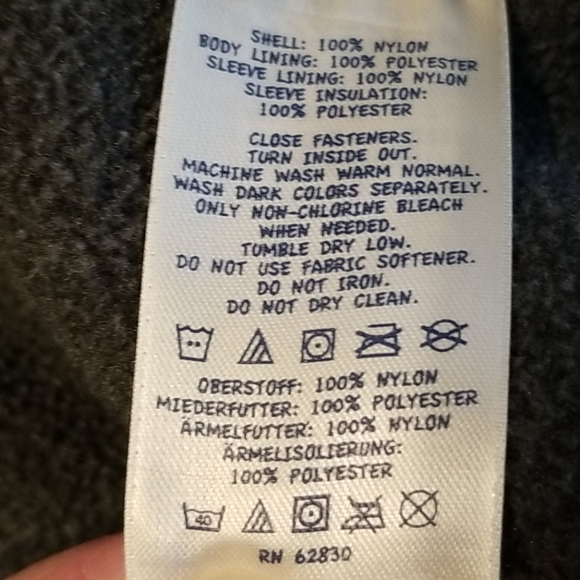 SHELL: 100% NYLON
BODY LINING: 100% POLYESTER
SLEEVE LINING: 100% NYLON
SLEEVE INSULATION:
100% POLYESTER
CLOSE FASTENERS.
TURN INSIDE OUT.
MACHINE WASH WARM NORMAL.
WASH DARK COLORS SEPARATELY.
ONLY NON-CHLORINE BLEACH
WHEN NEEDED.
TUMBLE DRY LOW.
DO NOT USE FABRIC SOFTENER.
DO NOT IRON.
DO NOT DRY CLEAN.
OBERSTOFF: 100% NYLON
MIEDERFUTTER: 100% POLYESTER
ÄRMELFUTTER: 100% NYLON
ÄRMELISOLIERUNG:
100% POLYESTER
40
RN 62830